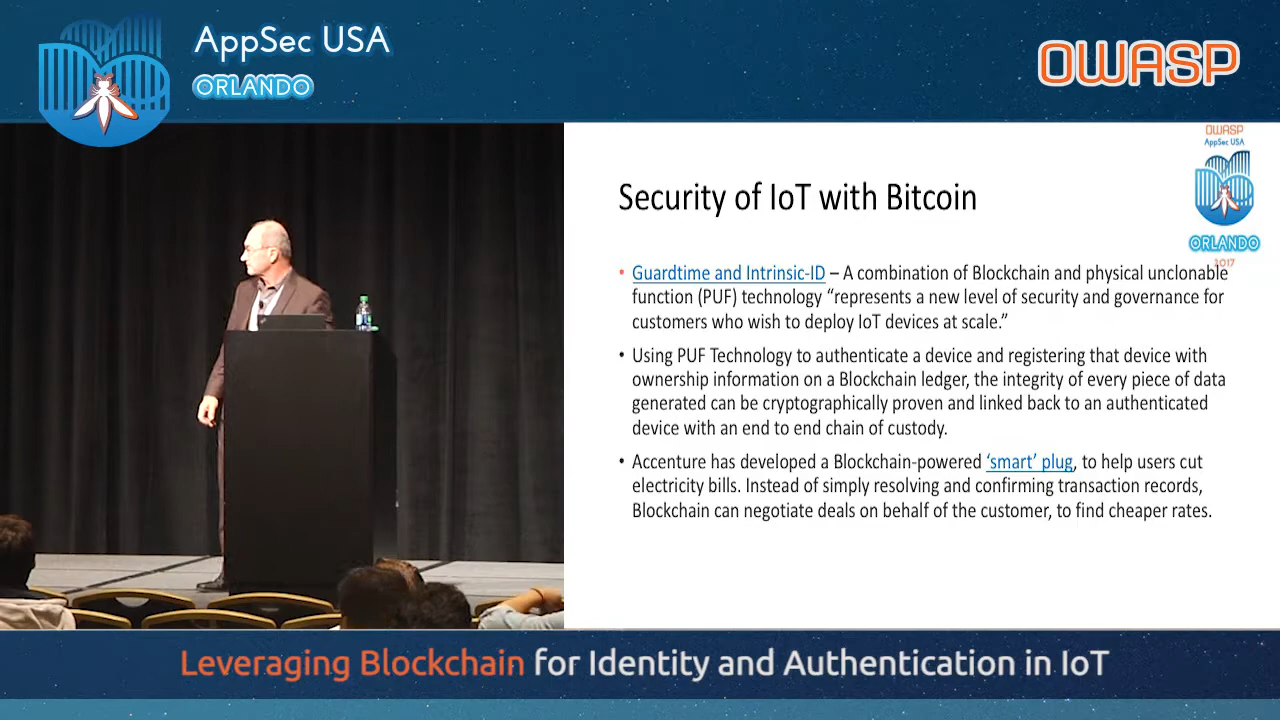 AppSec USA
ORLANDO
OWASP
OWASP
AppSec USA
ORLANDO
2017
Security of IoT with Bitcoin
• Guardtime and Intrinsic-ID – A combination of Blockchain and physical unclonable
function (PUF) technology “represents a new level of security and governance for
customers who wish to deploy IoT devices at scale.”
• Using PUF Technology to authenticate a device and registering that device with
ownership information on a Blockchain ledger, the integrity of every piece of data
generated can be cryptographically proven and linked back to an authenticated
device with an end to end chain of custody.
• Accenture has developed a Blockchain-powered ‘smart’ plug, to help users cut
electricity bills. Instead of simply resolving and confirming transaction records,
Blockchain can negotiate deals on behalf of the customer, to find cheaper rates.
Leveraging Blockchain for Identity and Authentication in IoT